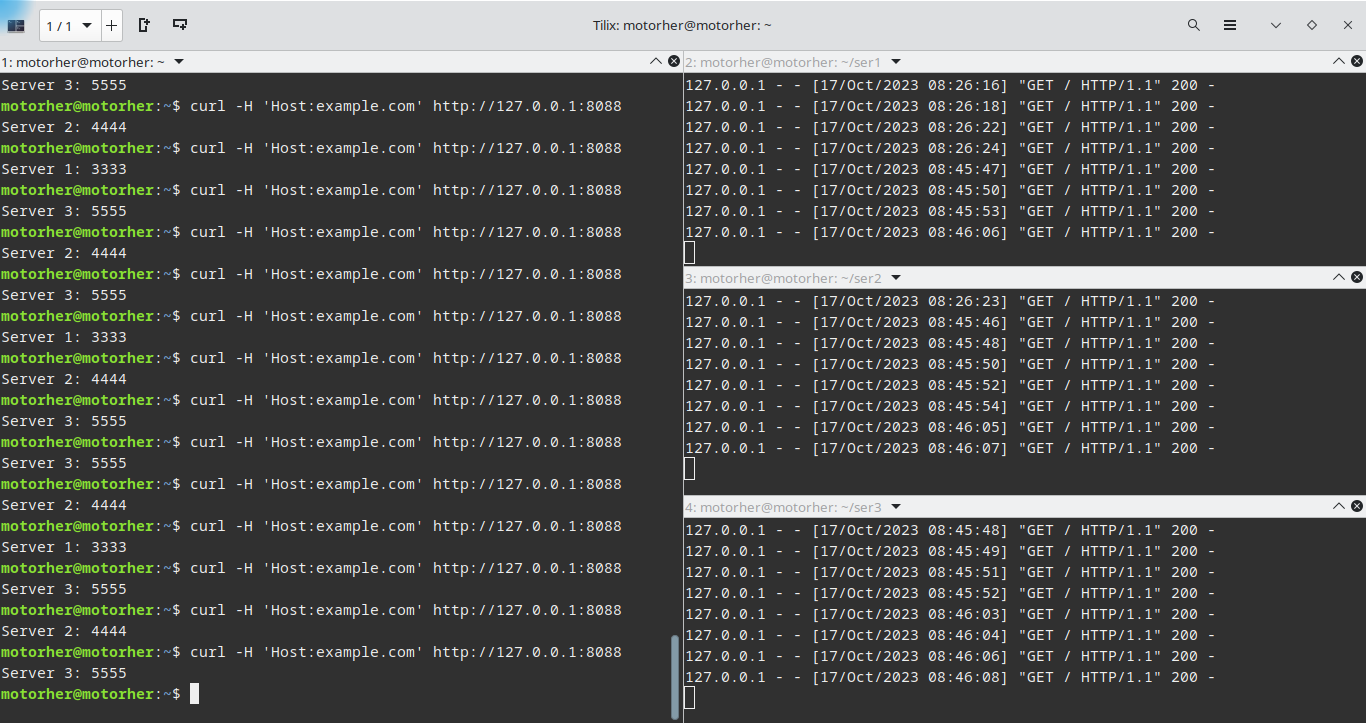 1 / 1
Tilix: motorher@motorher: ~
1: motorher@motorher: ~
Server 3: 5555
motorher@motorher:~$ curl -H 'Host:example.com' http://127.0.0.1:8088
Server 2: 4444
motorher@motorher:~$ curl -H 'Host:example.com' http://127.0.0.1:8088
Server 1: 3333
motorher@motorher:~$ curl -H 'Host:example.com' http://127.0.0.1:8088
Server 3: 5555
motorher@motorher:~$ curl -H 'Host:example.com' http://127.0.0.1:8088
Server 2: 4444
motorher@motorher:~$ curl -H 'Host:example.com' http://127.0.0.1:8088
Server 3: 5555
motorher@motorher:~$ curl -H 'Host:example.com' http://127.0.0.1:8088
Server 1: 3333
motorher@motorher:~$ curl -H 'Host:example.com' http://127.0.0.1:8088
Server 2: 4444
motorher@motorher:~$ curl -H 'Host:example.com' http://127.0.0.1:8088
Server 3: 5555
motorher@motorher:~$ curl -H 'Host:example.com' http://127.0.0.1:8088
Server 3: 5555
motorher@motorher:~$ curl -H 'Host:example.com' http://127.0.0.1:8088
Server 2: 4444
motorher@motorher:~$ curl -H 'Host:example.com' http://127.0.0.1:8088
Server 1: 3333
motorher@motorher:~$ curl -H 'Host:example.com' http://127.0.0.1:8088
Server 3: 5555
motorher@motorher:~$ curl -H 'Host:example.com' http://127.0.0.1:8088
Server 2: 4444
motorher@motorher:~$ curl -H 'Host:example.com' http://127.0.0.1:8088
Server 3: 5555
motorher@motorher:~$
2: motorher@motorher: ~/ser1
127.0.0.1 - - [17/Oct/2023 08:26:16] "GET / HTTP/1.1" 200 -
127.0.0.1 - - [17/Oct/2023 08:26:18] "GET / HTTP/1.1" 200 -
127.0.0.1 - - [17/Oct/2023 08:26:22] "GET / HTTP/1.1" 200 -
127.0.0.1 - - [17/Oct/2023 08:26:24] "GET / HTTP/1.1" 200 -
127.0.0.1 - - [17/Oct/2023 08:45:47] "GET / HTTP/1.1" 200 -
127.0.0.1 - - [17/Oct/2023 08:45:50] "GET / HTTP/1.1" 200 -
127.0.0.1 - - [17/Oct/2023 08:45:53] "GET / HTTP/1.1" 200 -
127.0.0.1 - - [17/Oct/2023 08:46:06] "GET / HTTP/1.1" 200 -
3: motorher@motorher: ~/ser2
127.0.0.1 - - [17/Oct/2023 08:26:23] "GET / HTTP/1.1" 200 -
127.0.0.1 - - [17/Oct/2023 08:45:46] "GET / HTTP/1.1" 200 -
127.0.0.1 - - [17/Oct/2023 08:45:48] "GET / HTTP/1.1" 200 -
127.0.0.1 - - [17/Oct/2023 08:45:50] "GET / HTTP/1.1" 200 -
127.0.0.1 - - [17/Oct/2023 08:45:52] "GET / HTTP/1.1" 200 -
127.0.0.1 - - [17/Oct/2023 08:45:54] "GET / HTTP/1.1" 200 -
127.0.0.1 - - [17/Oct/2023 08:46:05] "GET / HTTP/1.1" 200 -
127.0.0.1 - - [17/Oct/2023 08:46:07] "GET / HTTP/1.1" 200 -
4: motorher@motorher: ~/ser3
127.0.0.1 - - [17/Oct/2023 08:45:48] "GET / HTTP/1.1" 200 -
127.0.0.1 - - [17/Oct/2023 08:45:49] "GET / HTTP/1.1" 200 -
127.0.0.1 - - [17/Oct/2023 08:45:51] "GET / HTTP/1.1" 200 -
127.0.0.1 - - [17/Oct/2023 08:45:52] "GET / HTTP/1.1" 200 -
127.0.0.1 - - [17/Oct/2023 08:46:03] "GET / HTTP/1.1" 200 -
127.0.0.1 - - [17/Oct/2023 08:46:04] "GET / HTTP/1.1" 200 -
127.0.0.1 - - [17/Oct/2023 08:46:06] "GET / HTTP/1.1" 200 -
127.0.0.1 - - [17/Oct/2023 08:46:08] "GET / HTTP/1.1" 200 -